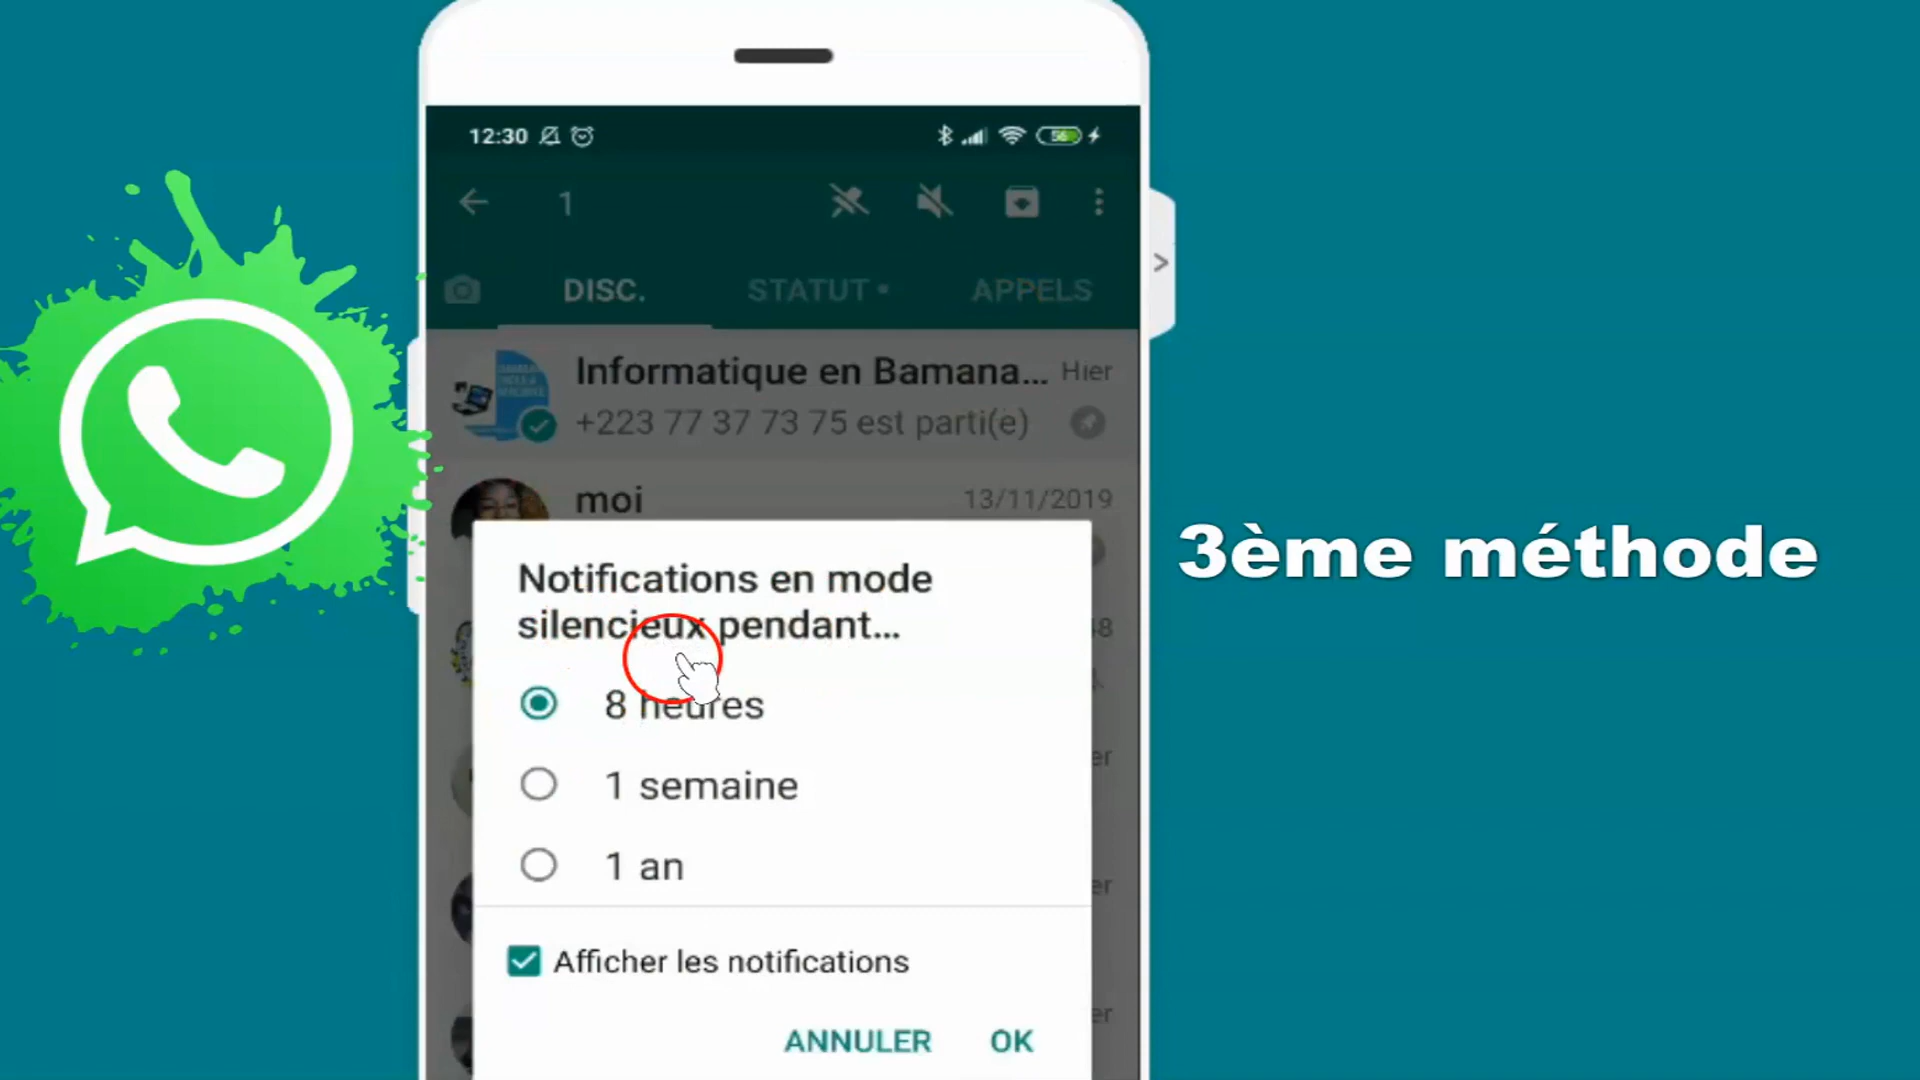 12:30
56
1
DISC.
STATUT •
APPELS
Informatique en Bamana...
Hier
+223 77 37 73 75 est parti(e)
moi
13/11/2019
Notifications en mode
silencieux pendant...
8 heures
1 semaine
1 an
Afficher les notifications
ANNULER
OK
3ème méthode